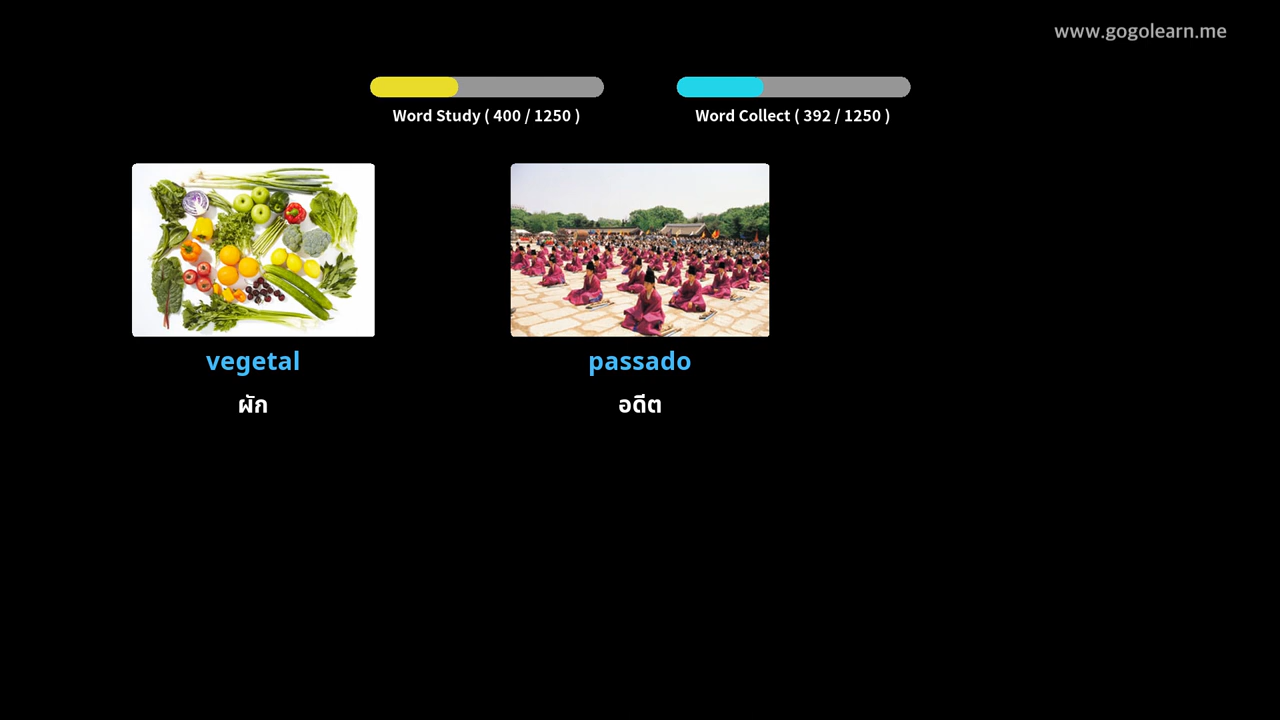 www.gogolearn.me
Word Study ( 400 / 1250 )
Word Collect ( 392 / 1250 )
vegetal
ผัก
passado
อดีต